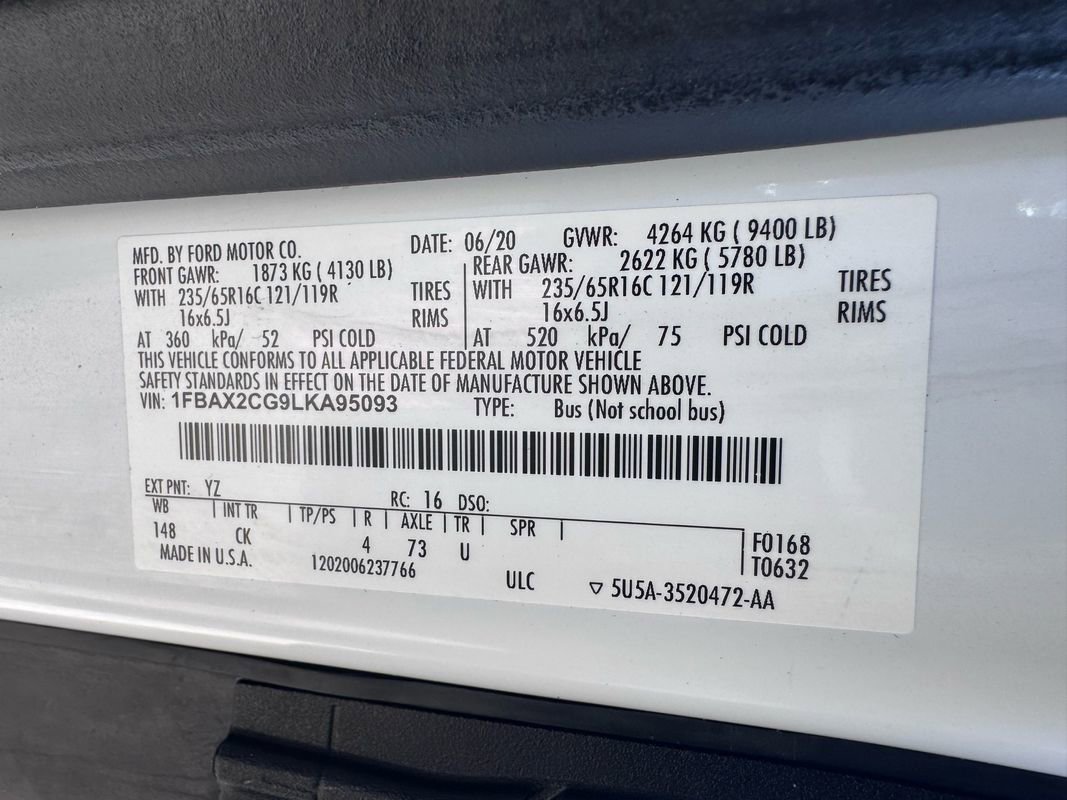 MFD. BY FORD MOTOR CO. DATE: 06/20 GVWR: 4264 KG ( 9400 LB)
FRONT GAWR: 1873 KG ( 4130 LB) REAR GAWR: 2622 KG ( 5780 LB)
WITH 235/65R16C 121/119R TIRES WITH 235/65R16C 121/119R TIRES
16x6.5J RIMS 16x6.5J RIMS
AT 360 kPa/ 52 PSI COLD AT 520 kPa/ 75 PSI COLD
THIS VEHICLE CONFORMS TO ALL APPLICABLE FEDERAL MOTOR VEHICLE
SAFETY STANDARDS IN EFFECT ON THE DATE OF MANUFACTURE SHOWN ABOVE.
VIN: 1FBAX2CG9LKA95093 TYPE: Bus (Not school bus)
EXT PNT: YZ RC: 16 DSO:
WB | INT TR | TP/PS | R | AXLE | TR | SPR |
148 CK 4 73 U F0168
T0632
MADE IN U.S.A. 1202006237766 ULC ▽ 5U5A-3520472-AA